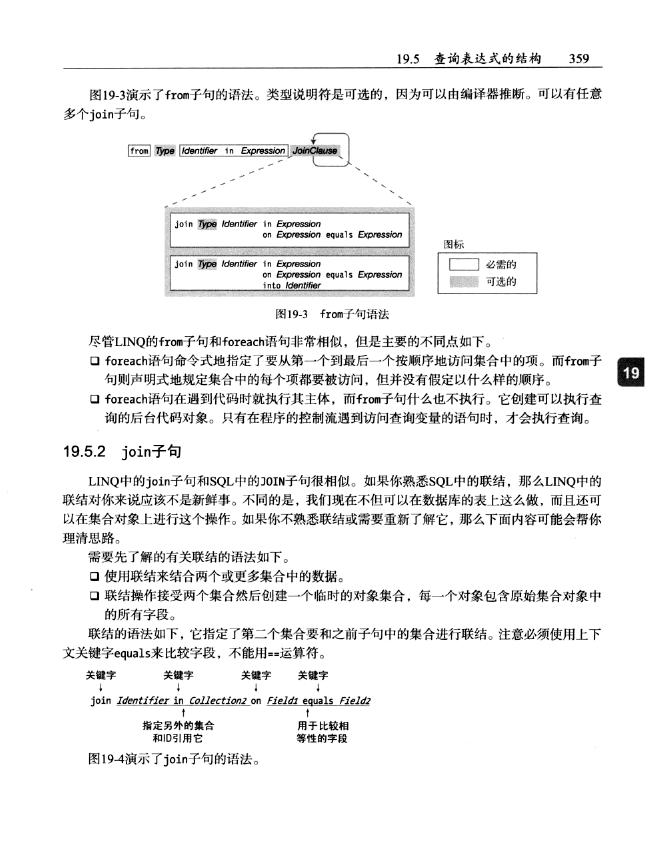 19.5 查询表达式的结构 359
图19-3演示了from子句的语法。类型说明符是可选的，因为可以由编译器推断。可以有任意
多个join子句。
from Type Identifier in Expression JoinClause
join Type Identifier in Expression
on Expression equals Expression
join Type Identifier in Expression
on Expression equals Expression
into Identifier
图标
必需的
可选的
图19-3 from子句语法
尽管LINQ的from子句和foreach语句非常相似，但是主要的不同点如下。
❑ foreach语句命令式地指定了要从第一个到最后一个按顺序地访问集合中的项。而from子
句则声明式地规定集合中的每个项都要被访问，但并没有假定以什么样的顺序。
19
❑ foreach语句在遇到代码时就执行其主体，而from子句什么也不执行。它创建可以执行查
询的后台代码对象。只有在程序的控制流遇到访问查询变量的语句时，才会执行查询。
19.5.2 join子句
LINQ中的join子句和SQL中的JOIN子句很相似。如果你熟悉SQL中的联结，那么LINQ中的
联结对你来说应该不是新鲜事。不同的是，我们现在不但可以在数据库的表上这么做，而且还可
以在集合对象上进行这个操作。如果你不熟悉联结或需要重新了解它，那么下面内容可能会帮你
理清思路。
需要先了解的有关联结的语法如下。
❑ 使用联结来结合两个或更多集合中的数据。
❑ 联结操作接受两个集合然后创建一个临时的对象集合，每一个对象包含原始集合对象中
的所有字段。
联结的语法如下，它指定了第二个集合要和之前子句中的集合进行联结。注意必须使用上下
文关键字equals来比较字段，不能用==运算符。
关键字 关键字 关键字 关键字
join Identifier in Collection2 on Field1 equals Field2
指定另外的集合 用于比较相
和ID引用它 等性的字段
图19-4演示了join子句的语法。